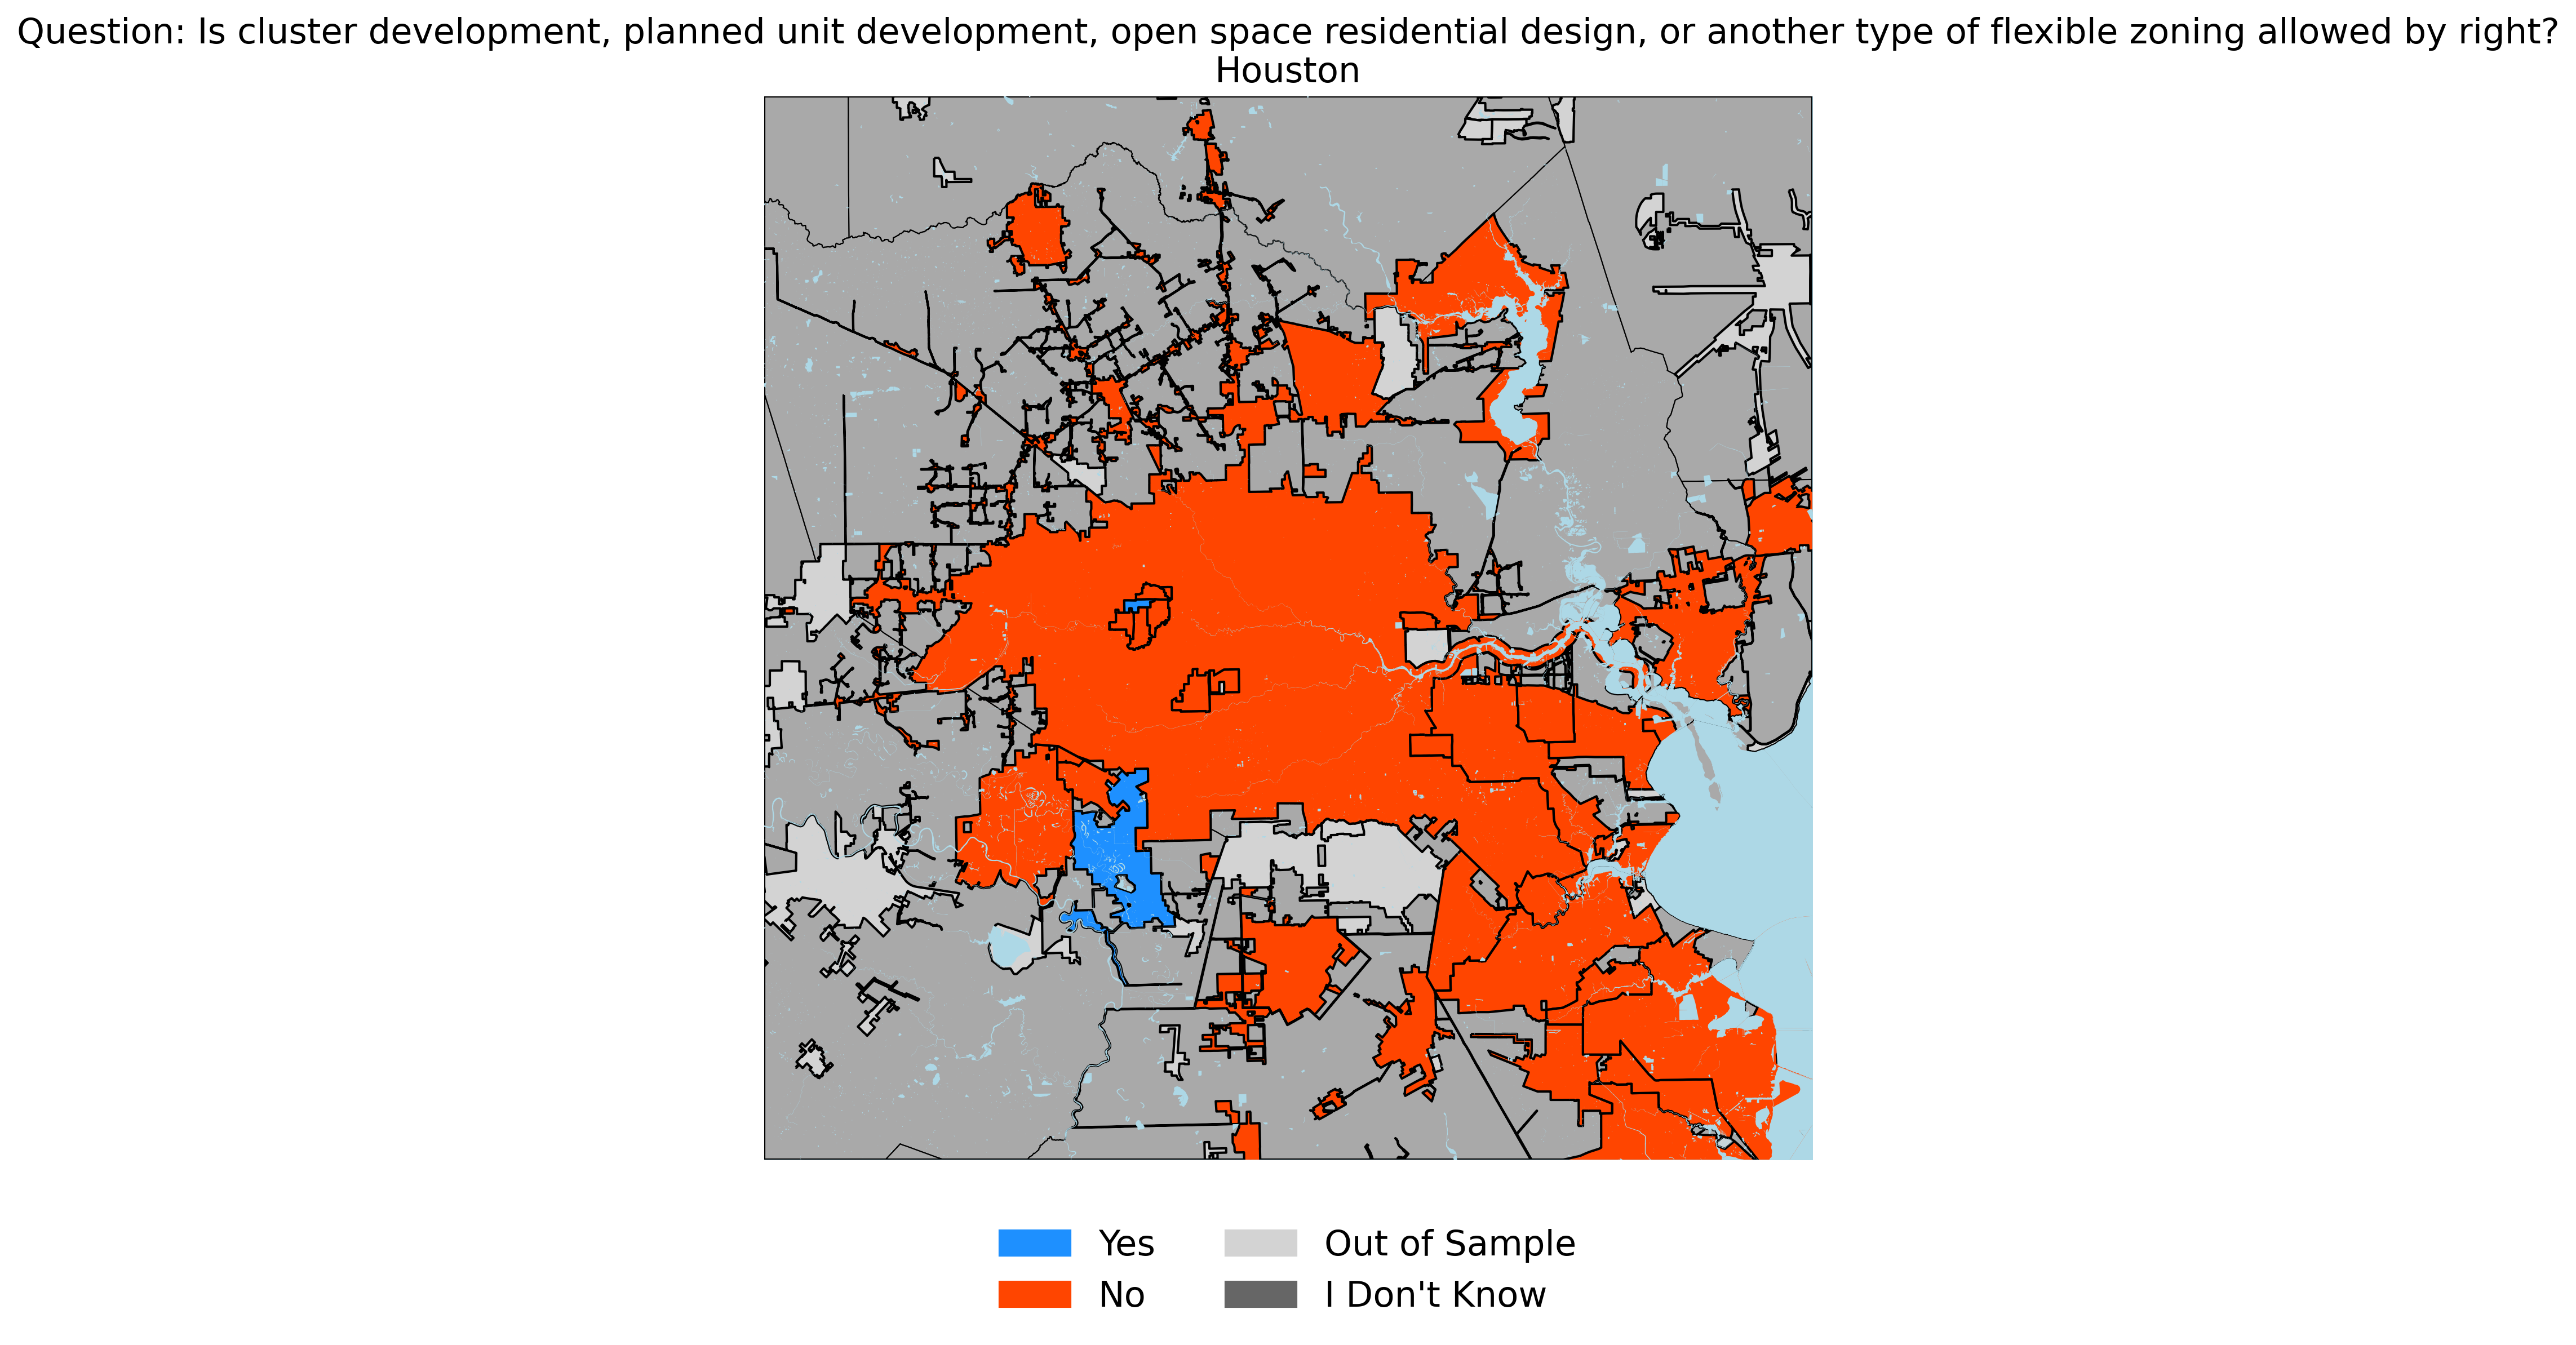 Question: Is cluster development, planned unit development, open space residential design, or another type of flexible zoning allowed by right?
Houston
Yes
No
Out of Sample
I Don't Know